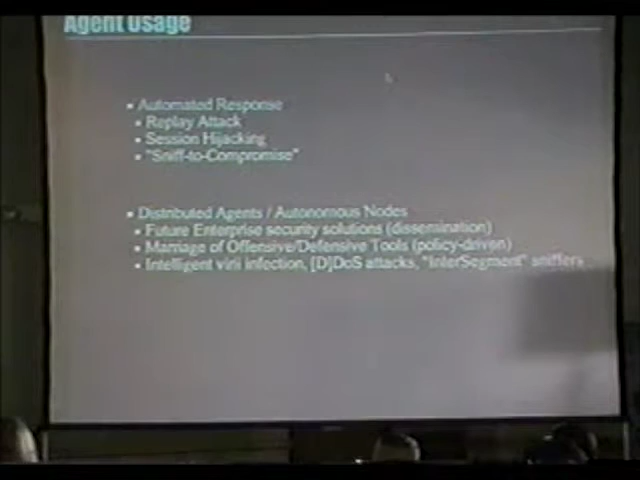 Agent Usage
▪ Automated Response
▪ Replay Attack
▪ Session Hijacking
▪ "Sniff-to-Compromise"
▪ Distributed Agents / Autonomous Nodes
▪ Future Enterprise security solutions (dissemination)
▪ Marriage of Offensive/Defensive Tools (policy-driven)
▪ Intelligent virii infection, [D]DoS attacks, "InterSegment" sniffers